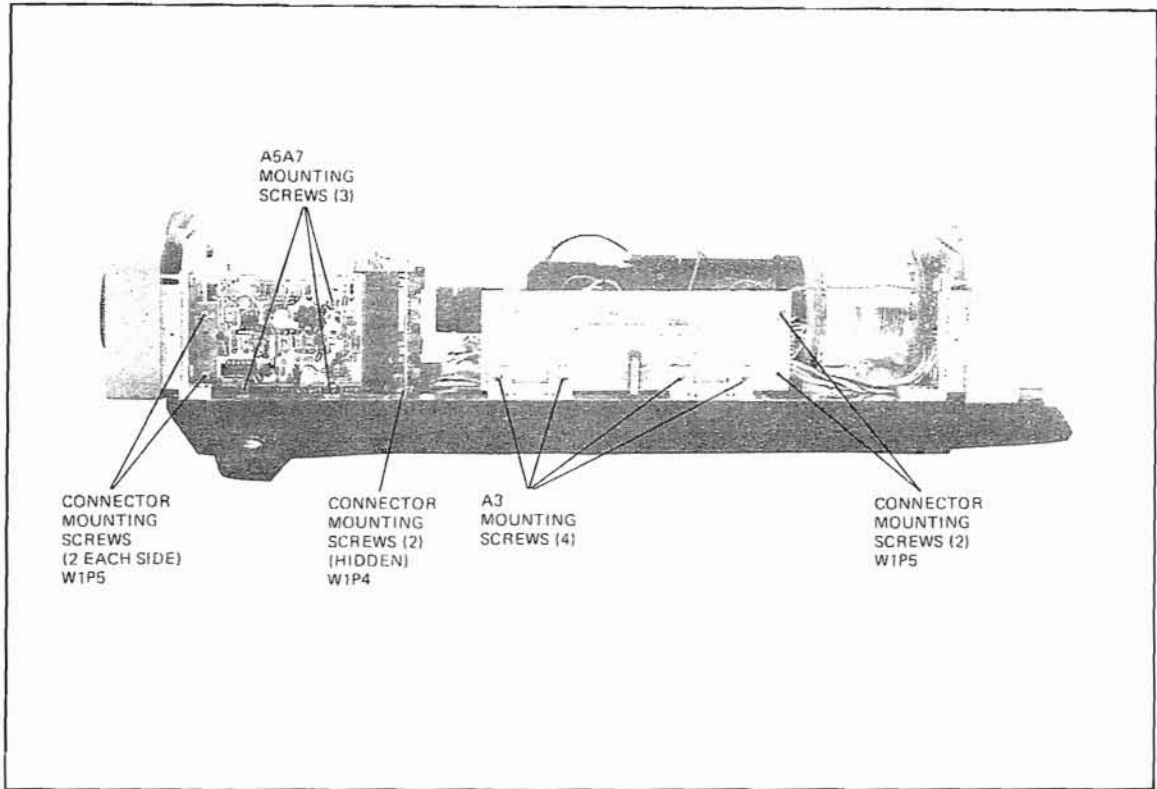 A5A7
MOUNTING
SCREWS (3)
CONNECTOR
MOUNTING
SCREWS
(2 EACH SIDE)
W1P5
CONNECTOR
MOUNTING
SCREWS (2)
(HIDDEN)
W1P4
A3
MOUNTING
SCREWS (4)
CONNECTOR
MOUNTING
SCREWS (2)
W1P5